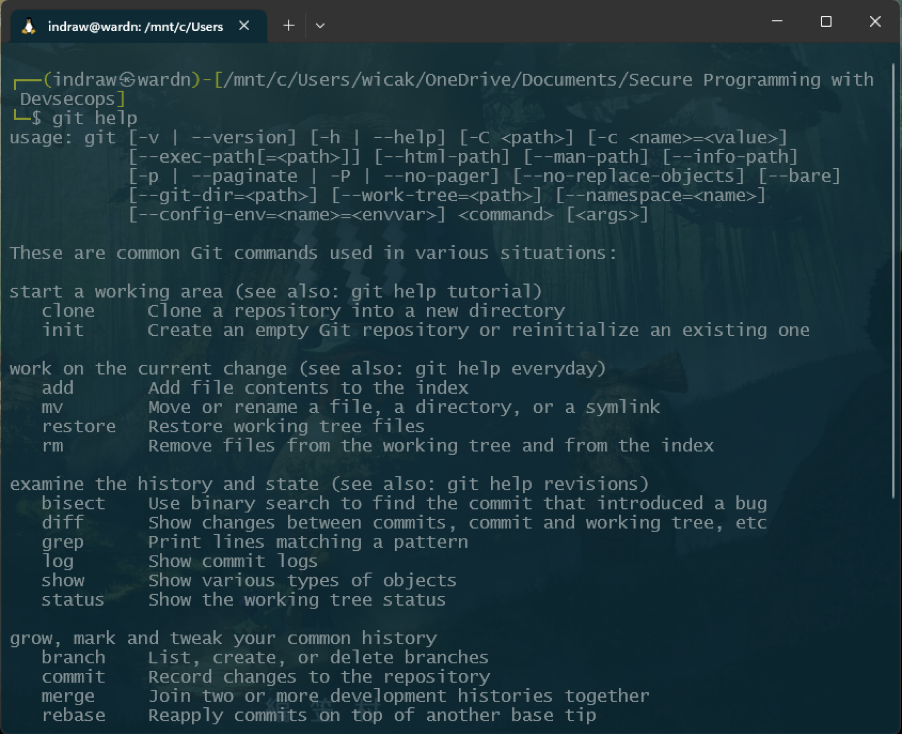 indraw@wardn: /mnt/c/Users
┌──(indraw㉿wardn)-[/mnt/c/Users/wicak/OneDrive/Documents/Secure Programming with
Devsecops]
└─$ git help
usage: git [-v | --version] [-h | --help] [-C <path>] [-c <name>=<value>]
[--exec-path[=<path>]] [--html-path] [--man-path] [--info-path]
[-p | --paginate | -P | --no-pager] [--no-replace-objects] [--bare]
[--git-dir=<path>] [--work-tree=<path>] [--namespace=<name>]
[--config-env=<name>=<envvar>] <command> [<args>]
These are common Git commands used in various situations:
start a working area (see also: git help tutorial)
clone Clone a repository into a new directory
init Create an empty Git repository or reinitialize an existing one
work on the current change (see also: git help everyday)
add Add file contents to the index
mv Move or rename a file, a directory, or a symlink
restore Restore working tree files
rm Remove files from the working tree and from the index
examine the history and state (see also: git help revisions)
bisect Use binary search to find the commit that introduced a bug
diff Show changes between commits, commit and working tree, etc
grep Print lines matching a pattern
log Show commit logs
show Show various types of objects
status Show the working tree status
grow, mark and tweak your common history
branch List, create, or delete branches
commit Record changes to the repository
merge Join two or more development histories together
rebase Reapply commits on top of another base tip